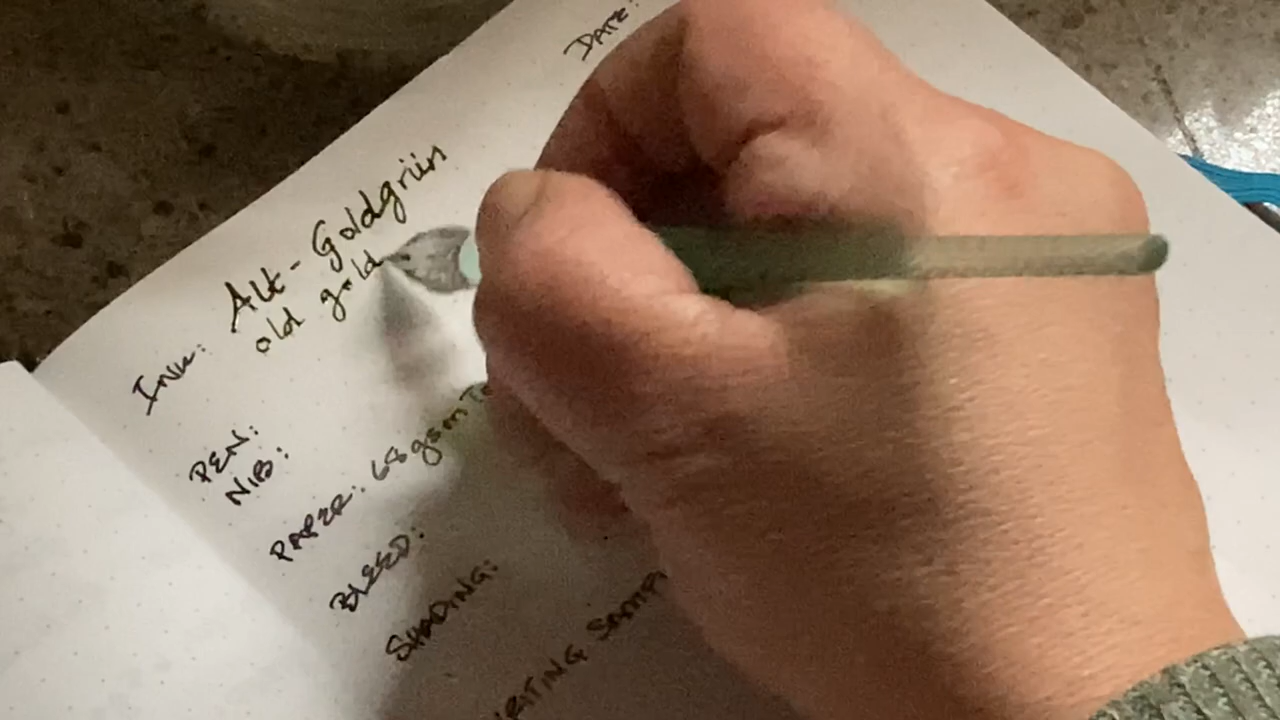 DATE:
INK: Alt-Goldgrün
old gold
PEN:
NIB:
PAPER: 68gsm
BLEED:
SHADING: